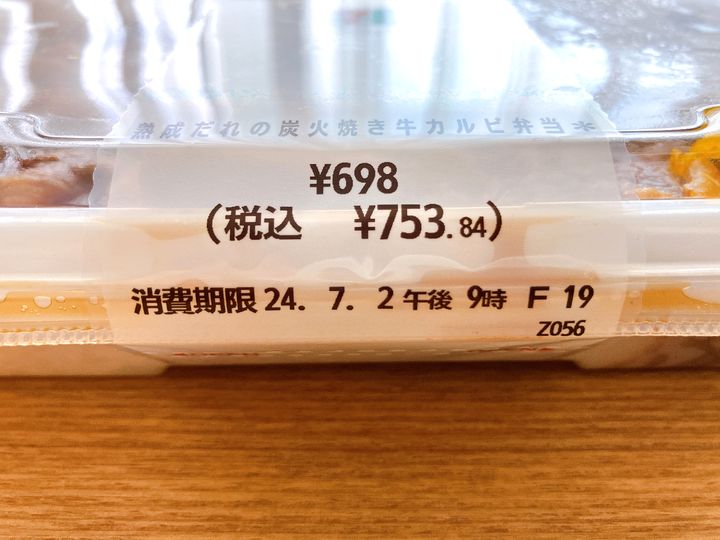 熟成だれの炭火焼き牛カルビ弁当*
¥698
(税込 ¥753.84)
消費期限 24. 7. 2 午後 9時 F 19
Z056